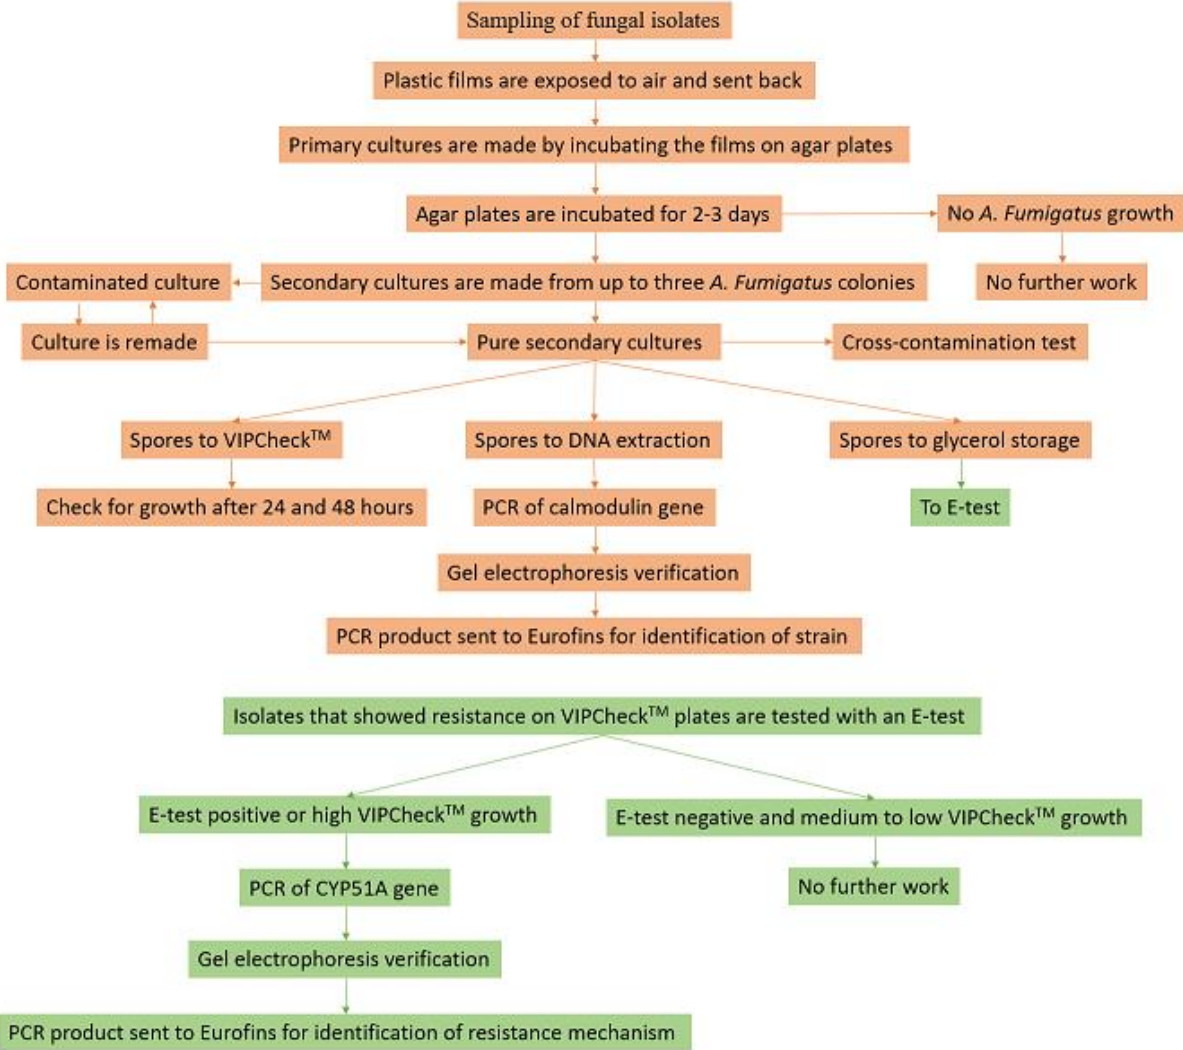 Sampling of fungal isolates
Plastic films are exposed to air and sent back
Primary cultures are made by incubating the films on agar plates
Agar plates are incubated for 2-3 days
No A. Fumigatus growth
Contaminated culture
Secondary cultures are made from up to three A. Fumigatus colonies
No further work
Culture is remade
Pure secondary cultures
Cross-contamination test
Spores to VIPCheck™
Spores to DNA extraction
Spores to glycerol storage
Check for growth after 24 and 48 hours
PCR of calmodulin gene
To E-test
Gel electrophoresis verification
PCR product sent to Eurofins for identification of strain
Isolates that showed resistance on VIPCheck™ plates are tested with an E-test
E-test positive or high VIPCheck™ growth
E-test negative and medium to low VIPCheck™ growth
PCR of CYP51A gene
No further work
Gel electrophoresis verification
PCR product sent to Eurofins for identification of resistance mechanism